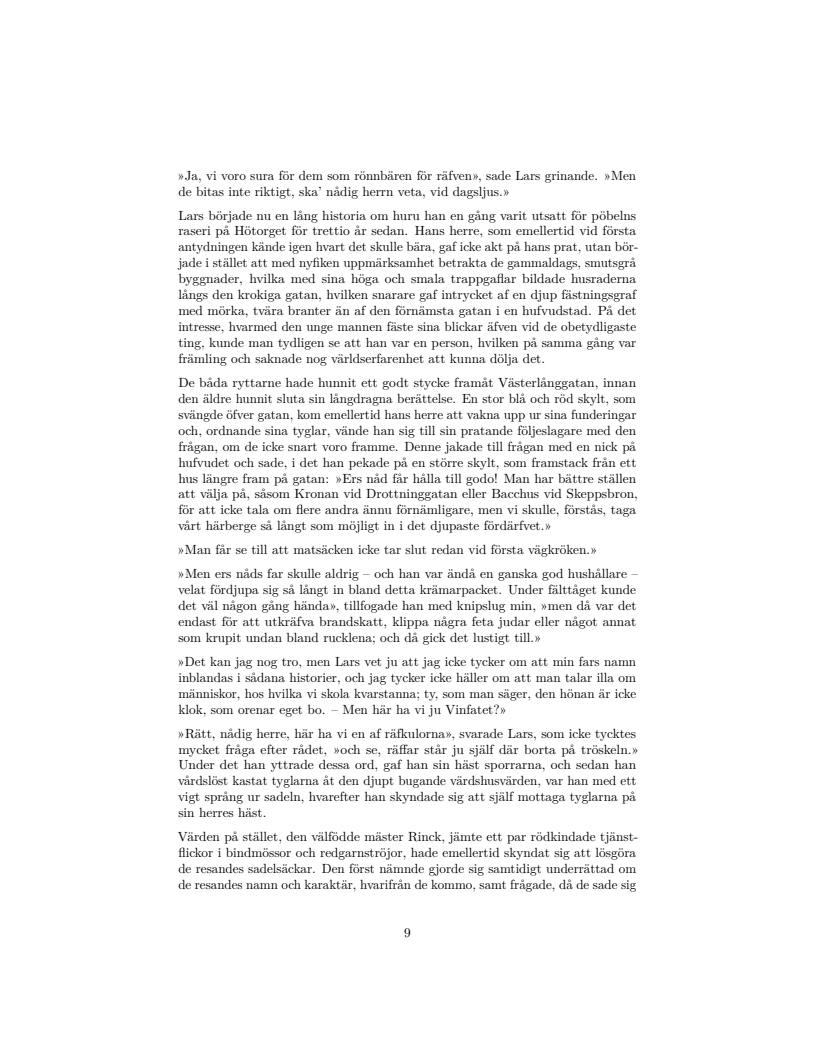 »Ja, vi voro sura för dem som rönnbären för räfven», sade Lars grinande. »Men
de bitas inte riktigt, ska' nådig herrn veta, vid dagsljus.»
Lars började nu en lång historia om huru han en gång varit utsatt för pöbelns
raseri på Hötorget för trettio år sedan. Hans herre, som emellertid vid första
antydningen kände igen hvart det skulle bära, gaf icke akt på hans prat, utan bör-
jade i stället att med nyfiken uppmärksamhet betrakta de gammaldags, smutsgrå
byggnader, hvilka med sina höga och smala trappgaflar bildade husraderna
långs den krokiga gatan, hvilken snarare gaf intrycket af en djup fästningsgraf
med mörka, tvära branter än af den förnämsta gatan i en hufvudstad. På det
intresse, hvarmed den unge mannen fäste sina blickar äfven vid de obetydligaste
ting, kunde man tydligen se att han var en person, hvilken på samma gång var
främling och saknade nog världserfarenhet att kunna dölja det.
De båda ryttarne hade hunnit ett godt stycke framåt Västerlånggatan, innan
den äldre hunnit sluta sin långdragna berättelse. En stor blå och röd skylt, som
svängde öfver gatan, kom emellertid hans herre att vakna upp ur sina funderingar
och, ordnande sina tyglar, vände han sig till sin pratande följeslagare med den
frågan, om de icke snart voro framme. Denne jakade till frågan med en nick på
hufvudet och sade, i det han pekade på en större skylt, som framstack från ett
hus längre fram på gatan: »Ers nåd får hålla till godo! Man har bättre ställen
att välja på, såsom Kronan vid Drottninggatan eller Bacchus vid Skeppsbron,
för att icke tala om flere andra ännu förnämligare, men vi skulle, förstås, taga
vårt härberge så långt som möjligt in i det djupaste fördärfvet.»
»Man får se till att matsäcken icke tar slut redan vid första vägkröken.»
»Men ers nåds far skulle aldrig – och han var ändå en ganska god hushållare –
velat fördjupa sig så långt in bland detta krämarpacket. Under fälttåget kunde
det väl någon gång hända», tillfogade han med knipslug min, »men då var det
endast för att utkräfva brandskatt, klippa några feta judar eller något annat
som krupit undan bland rucklena; och då gick det lustigt till.»
»Det kan jag nog tro, men Lars vet ju att jag icke tycker om att min fars namn
inblandas i sådana historier, och jag tycker icke häller om att man talar illa om
människor, hos hvilka vi skola kvarstanna; ty, som man säger, den hönan är icke
klok, som orenar eget bo. – Men här ha vi ju Vinfatet?»
»Rätt, nådig herre, här ha vi en af räfkulorna», svarade Lars, som icke tycktes
mycket fråga efter rådet, »och se, räffar står ju själf där borta på tröskeln.»
Under det han yttrade dessa ord, gaf han sin häst sporrarna, och sedan han
vårdslöst kastat tyglarna åt den djupt bugande värdshusvärden, var han med ett
vigt språng ur sadeln, hvarefter han skyndade sig att själf mottaga tyglarna på
sin herres häst.
Värden på stället, den välfödde mäster Rinck, jämte ett par rödkindade tjänst-
flickor i bindmössor och redgarnströjor, hade emellertid skyndat sig att lösgöra
de resandes sadelsäckar. Den först nämnde gjorde sig samtidigt underrättad om
de resandes namn och karaktär, hvarifrån de kommo, samt frågade, då de sade sig
9